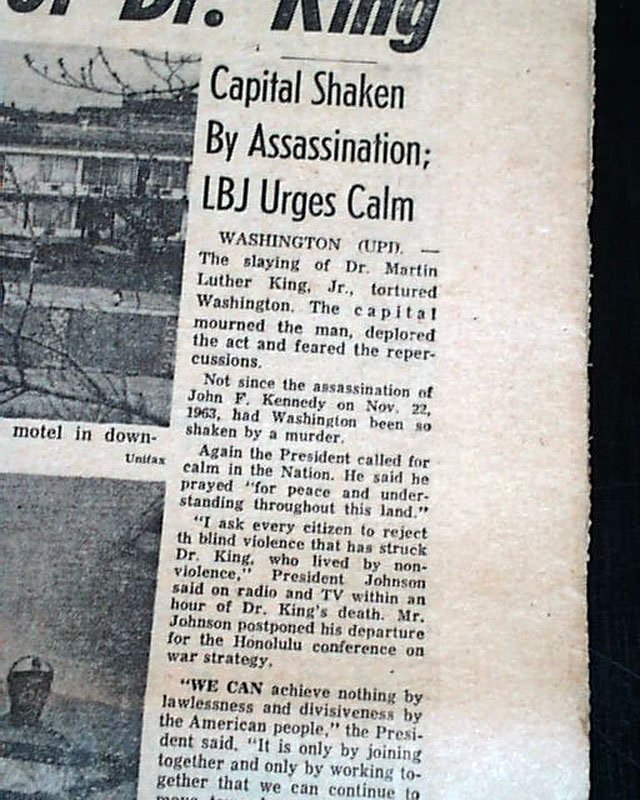 of Dr. King
Capital Shaken
By Assassination;
LBJ Urges Calm
WASHINGTON (UPI). —
The slaying of Dr. Martin
Luther King, Jr., tortured
Washington. The capital
mourned the man, deplored
the act and feared the reper-
cussions.
Not since the assassination of
John F. Kennedy on Nov. 22,
1963, had Washington been so
shaken by a murder.
Again the President called for
calm in the Nation. He said he
prayed "for peace and under-
standing throughout this land."
"I ask every citizen to reject
th blind violence that has struck
Dr. King, who lived by non-
violence," President Johnson
said on radio and TV within an
hour of Dr. King's death. Mr.
Johnson postponed his departure
for the Honolulu conference on
war strategy.
"WE CAN achieve nothing by
lawlessness and divisiveness by
the American people," the Presi-
dent said. "It is only by joining
together and only by working to-
gether that we can continue to
motel in down-
Unifax